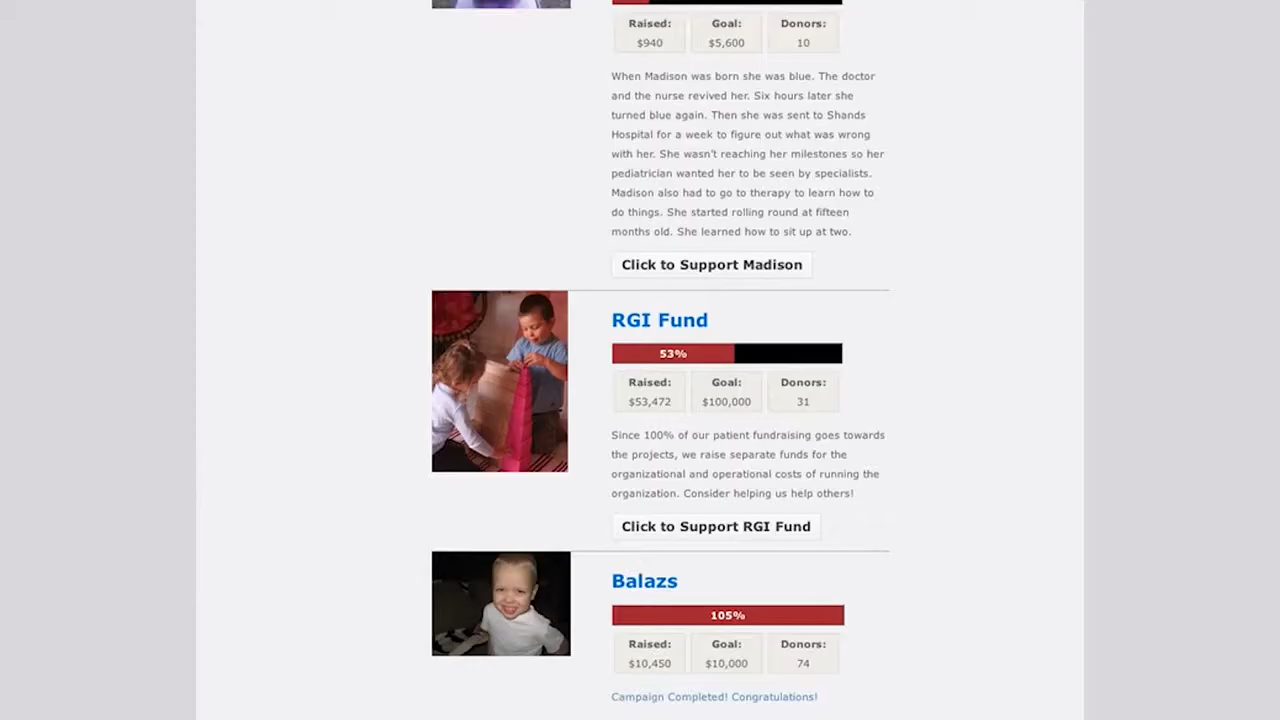 Raised: Goal: Donors:
$940 $5,600 10
When Madison was born she was blue. The doctor
and the nurse revived her. Six hours later she
turned blue again. Then she was sent to Shands
Hospital for a week to figure out what was wrong
with her. She wasn't reaching her milestones so her
pediatrician wanted her to be seen by specialists.
Madison also had to go to therapy to learn how to
do things. She started rolling round at fifteen
months old. She learned how to sit up at two.
Click to Support Madison
RGI Fund
53%
Raised: Goal: Donors:
$53,472 $100,000 31
Since 100% of our patient fundraising goes towards
the projects, we raise separate funds for the
organizational and operational costs of running the
organization. Consider helping us help others!
Click to Support RGI Fund
Balazs
105%
Raised: Goal: Donors:
$10,450 $10,000 74
Campaign Completed! Congratulations!